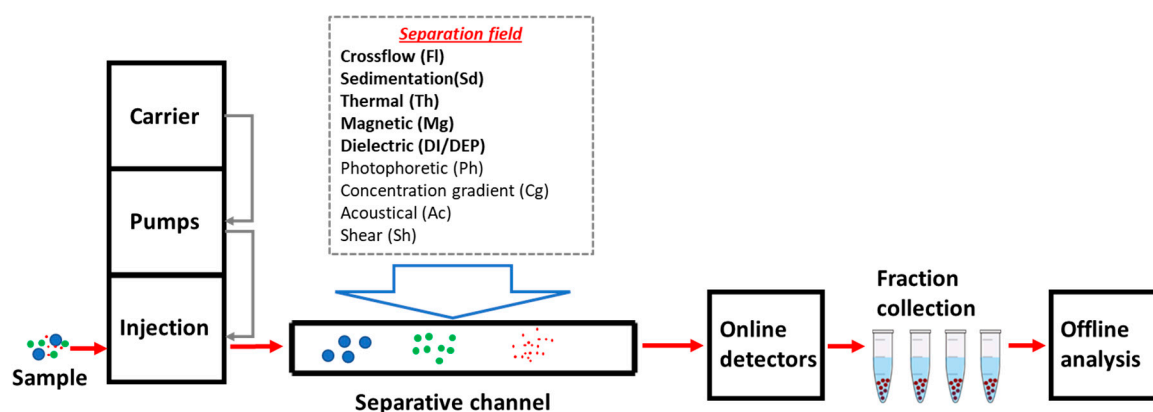 Separation field
Crossflow (Fl)
Sedimentation(Sd)
Thermal (Th)
Magnetic (Mg)
Dielectric (DI/DEP)
Photophoretic (Ph)
Concentration gradient (Cg)
Acoustical (Ac)
Shear (Sh)
Carrier
Pumps
Injection
Sample
Separative channel
Online
detectors
Fraction
collection
Offline
analysis